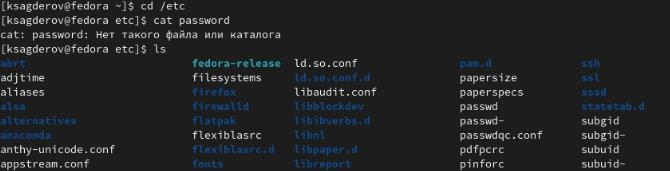 [ksagderov@fedora ~]$ cd /etc
[ksagderov@fedora etc]$ cat password
cat: password: Нет такого файла или каталога
[ksagderov@fedora etc]$ ls
abrt fedora-release ld.so.conf pam.d ssh
adjtime filesystems ld.so.conf.d papersize ssl
aliases firefox libaudit.conf paperspecs sssd
alsa firewalld libblockdev passwd statetab.d
alternatives flatpak libibverbs.d passwd- subgid
anaconda flexiblasrc libnl passwdqc.conf subgid-
anthy-unicode.conf flexiblasrc.d libpaper.d pdfpcrc subuid
appstream.conf fonts libreport pinforc subuid-